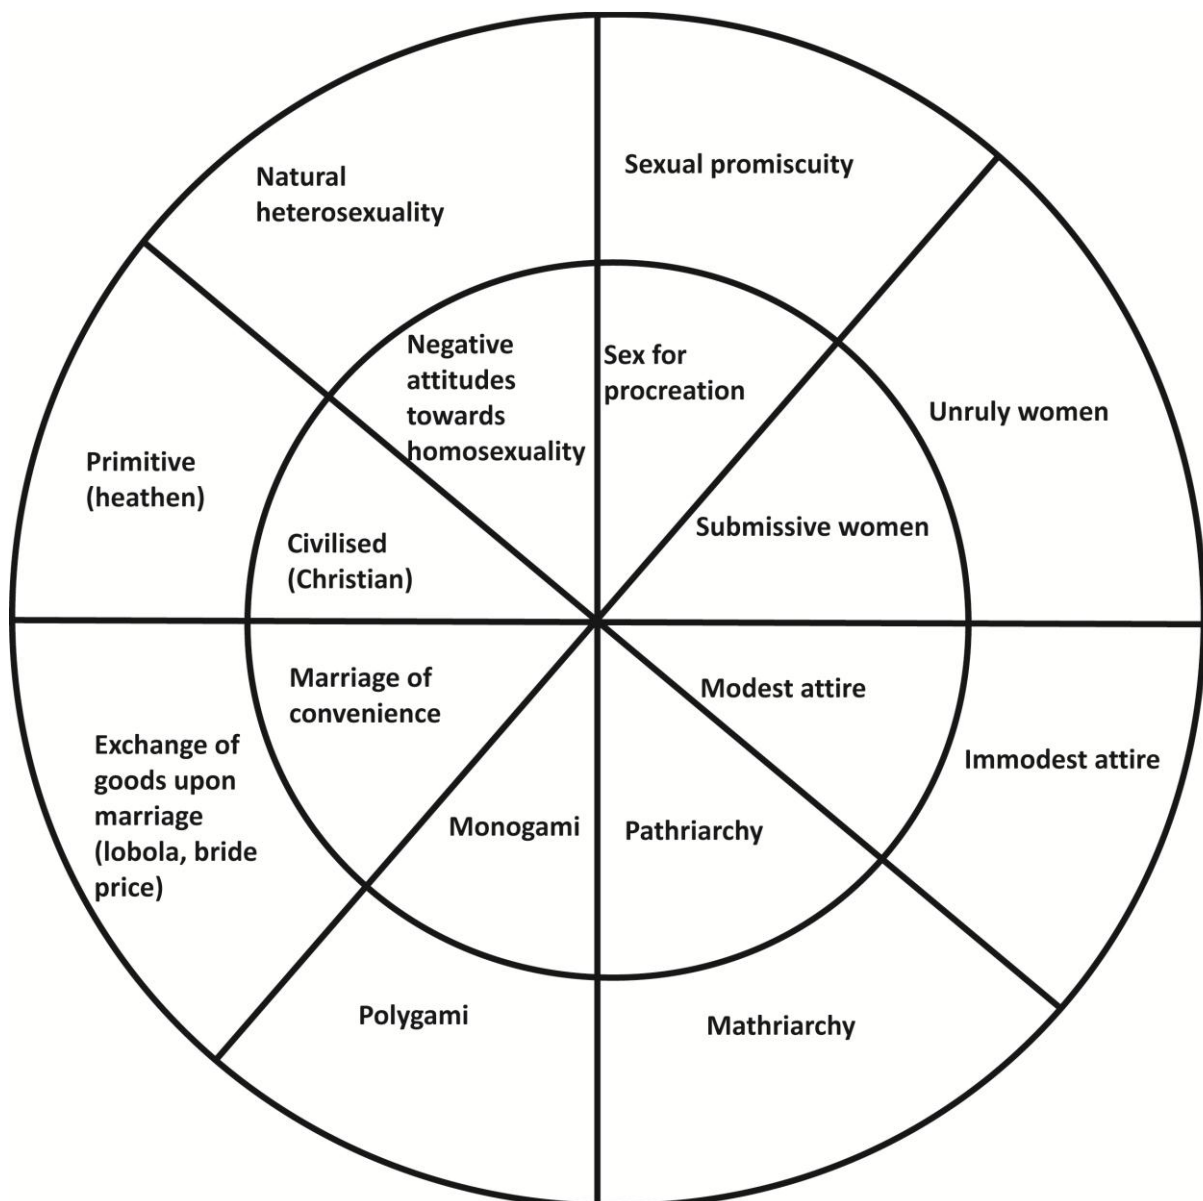 Natural
heterosexuality
Sexual promiscuity
Negative
attitudes
towards
homosexuality
Sex for
procreation
Unruly women
Primitive
(heathen)
Civilised
(Christian)
Submissive women
Marriage of
convenience
Modest attire
Exchange of
goods upon
marriage
(lobola, bride
price)
Immodest attire
Monogami
Pathriarchy
Polygami
Mathriarchy